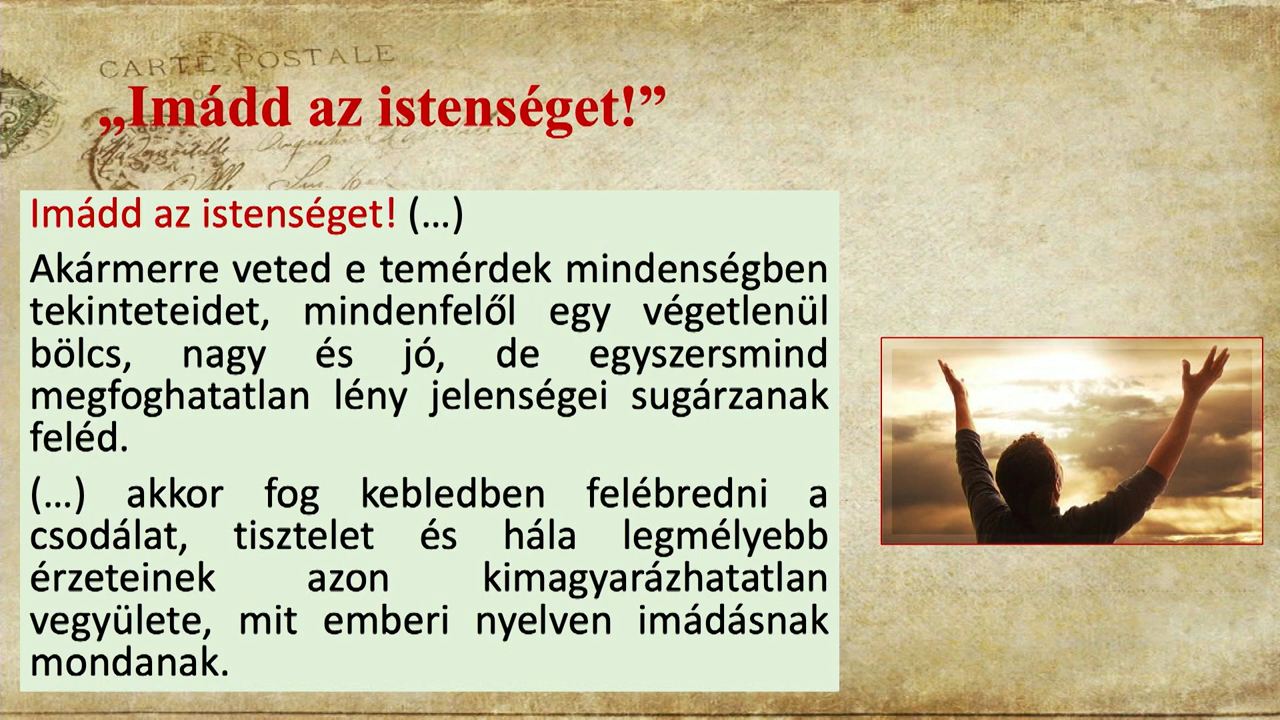 CARTE POSTALE
„Imádd az istenséget!”
Imádd az istenséget! (...)
Akármerre veted e temérdek mindenségben
tekinteteidet, mindenfelől egy végetlenül
bölcs, nagy és jó, de egyszersmind
megfoghatatlan lény jelenségei sugárzanak
feléd.
(...) akkor fog kebledben felébredni a
csodálat, tisztelet és hála legmélyebb
érzeteinek azon kimagyarázhatatlan
vegyülete, mit emberi nyelven imádásnak
mondanak.